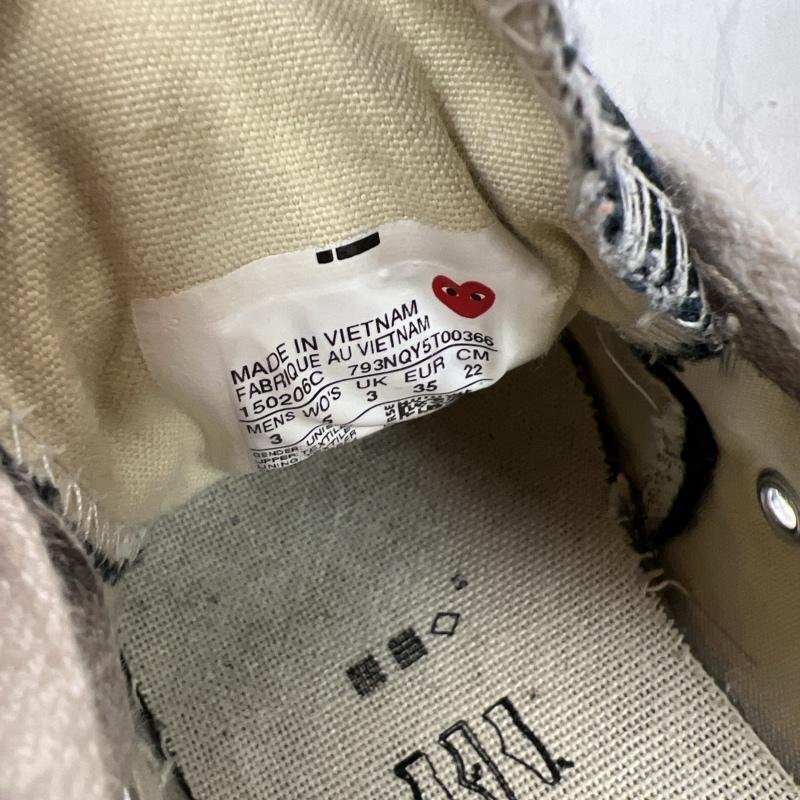 MADE IN VIETNAM
FABRIQUE AU VIETNAM
150206C 793NQY5T00366
MENS WO'S UK EUR CM
3 5 3 35 22